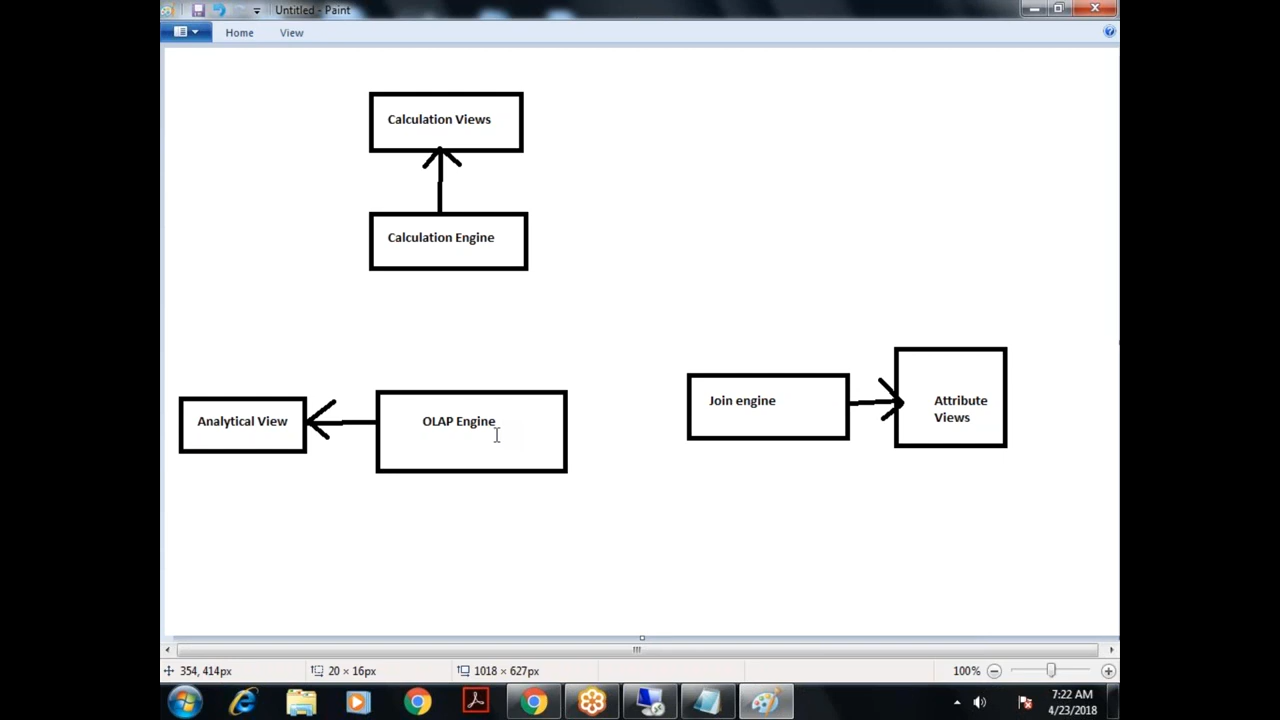 Untitled - Paint
Home View
Calculation Views
Calculation Engine
Analytical View
OLAP Engine
Join engine
Attribute
Views
354, 414px
20 × 16px
1018 × 627px
100%
7:22 AM
4/23/2018